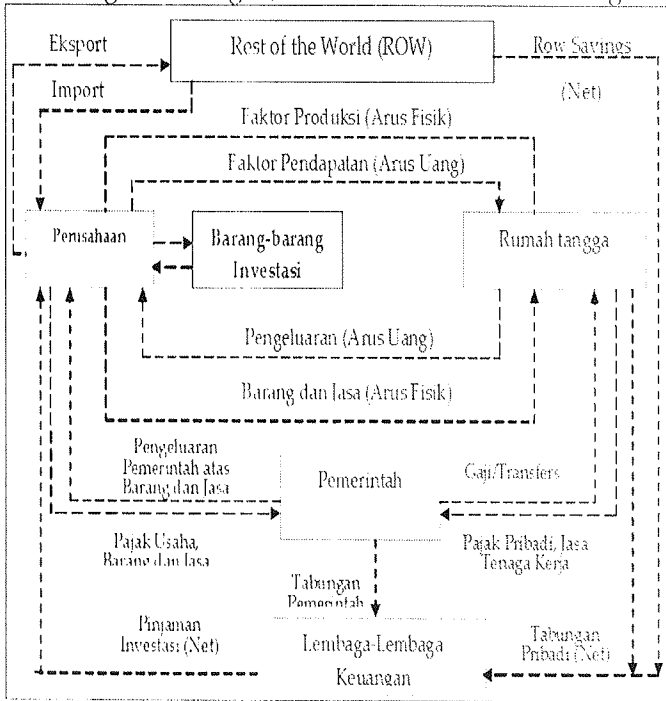 Eksport
Rest of the World (ROW)
Row Savings
(Net)
Import
Faktor Produksi (Arus Fisik)
Faktor Pendapatan (Arus Uang)
Perusahaan
Barang-barang
Investasi
Rumah tangga
Pengeluaran (Arus Uang)
Barang dan Jasa (Arus Fisik)
Pengeluaran
Pemerintah atas
Barang dan Jasa
Pemerintah
Gaji/Transfers
Pajak Usaha,
Barang dan Jasa
Pajak Pribadi, Jasa
Tenaga Kerja
Tabungan
Pemerintah
Pinjaman
Investasi (Net)
Lembaga-Lembaga
Keuangan
Tabungan
Pribadi (Net)